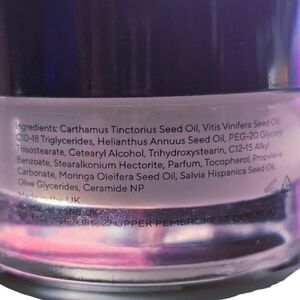 Ingredients: Carthamus Tinctorius Seed Oil, Vitis Vinifera Seed Oil,
C10-18 Triglycerides, Helianthus Annuus Seed Oil, PEG-20 Glyceryl
Triisostearate, Cetearyl Alcohol, Trihydroxystearin, C12-15 Alkyl
Benzoate, Stearalkonium Hectorite, Parfum, Tocopherol, Propylene
Carbonate, Moringa Oleifera Seed Oil, Salvia Hispanica Seed Oil,
Olive Glycerides, Ceramide NP
Made in the UK
27 UPPER PEMBROKE ST